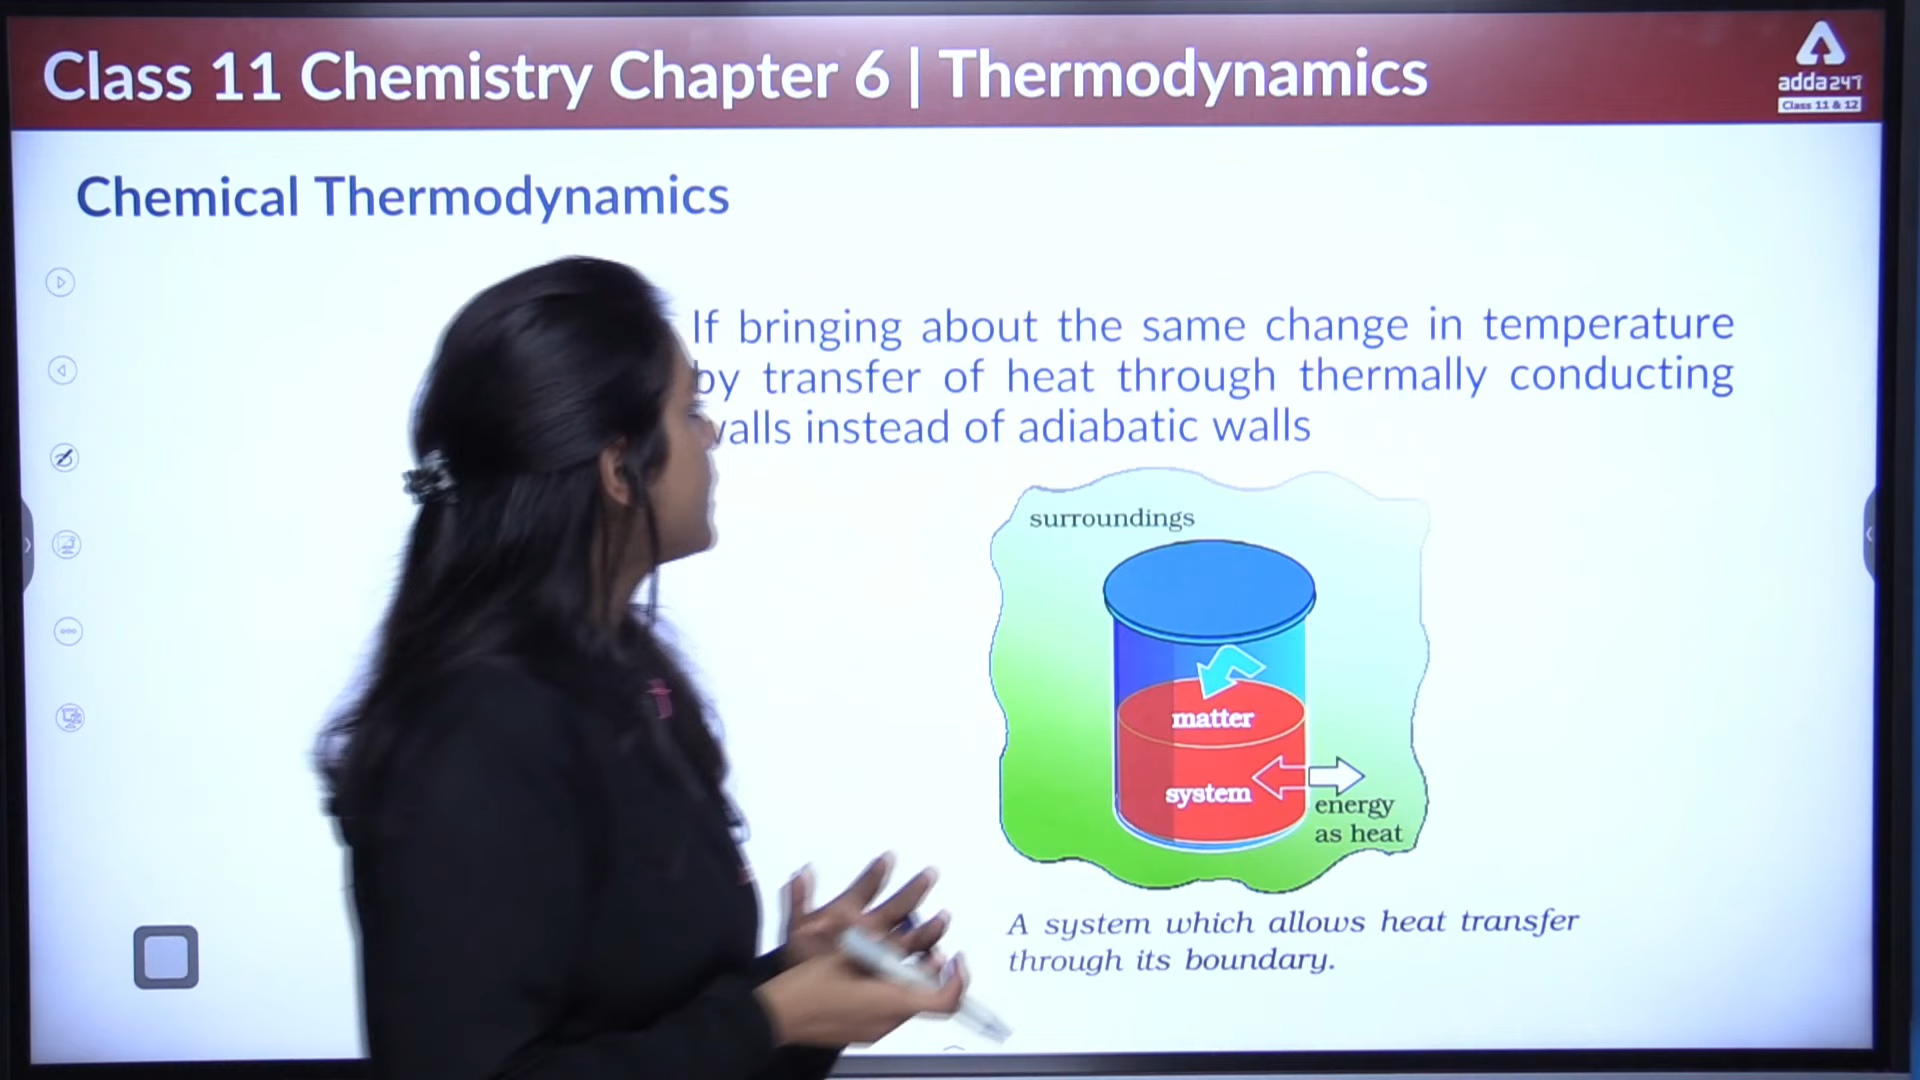 Class 11 Chemistry Chapter 6 | Thermodynamics
adda247
Class 11 & 12
Chemical Thermodynamics
If bringing about the same change in temperature
by transfer of heat through thermally conducting
walls instead of adiabatic walls
surroundings
matter
system
energy
as heat
A system which allows heat transfer
through its boundary.